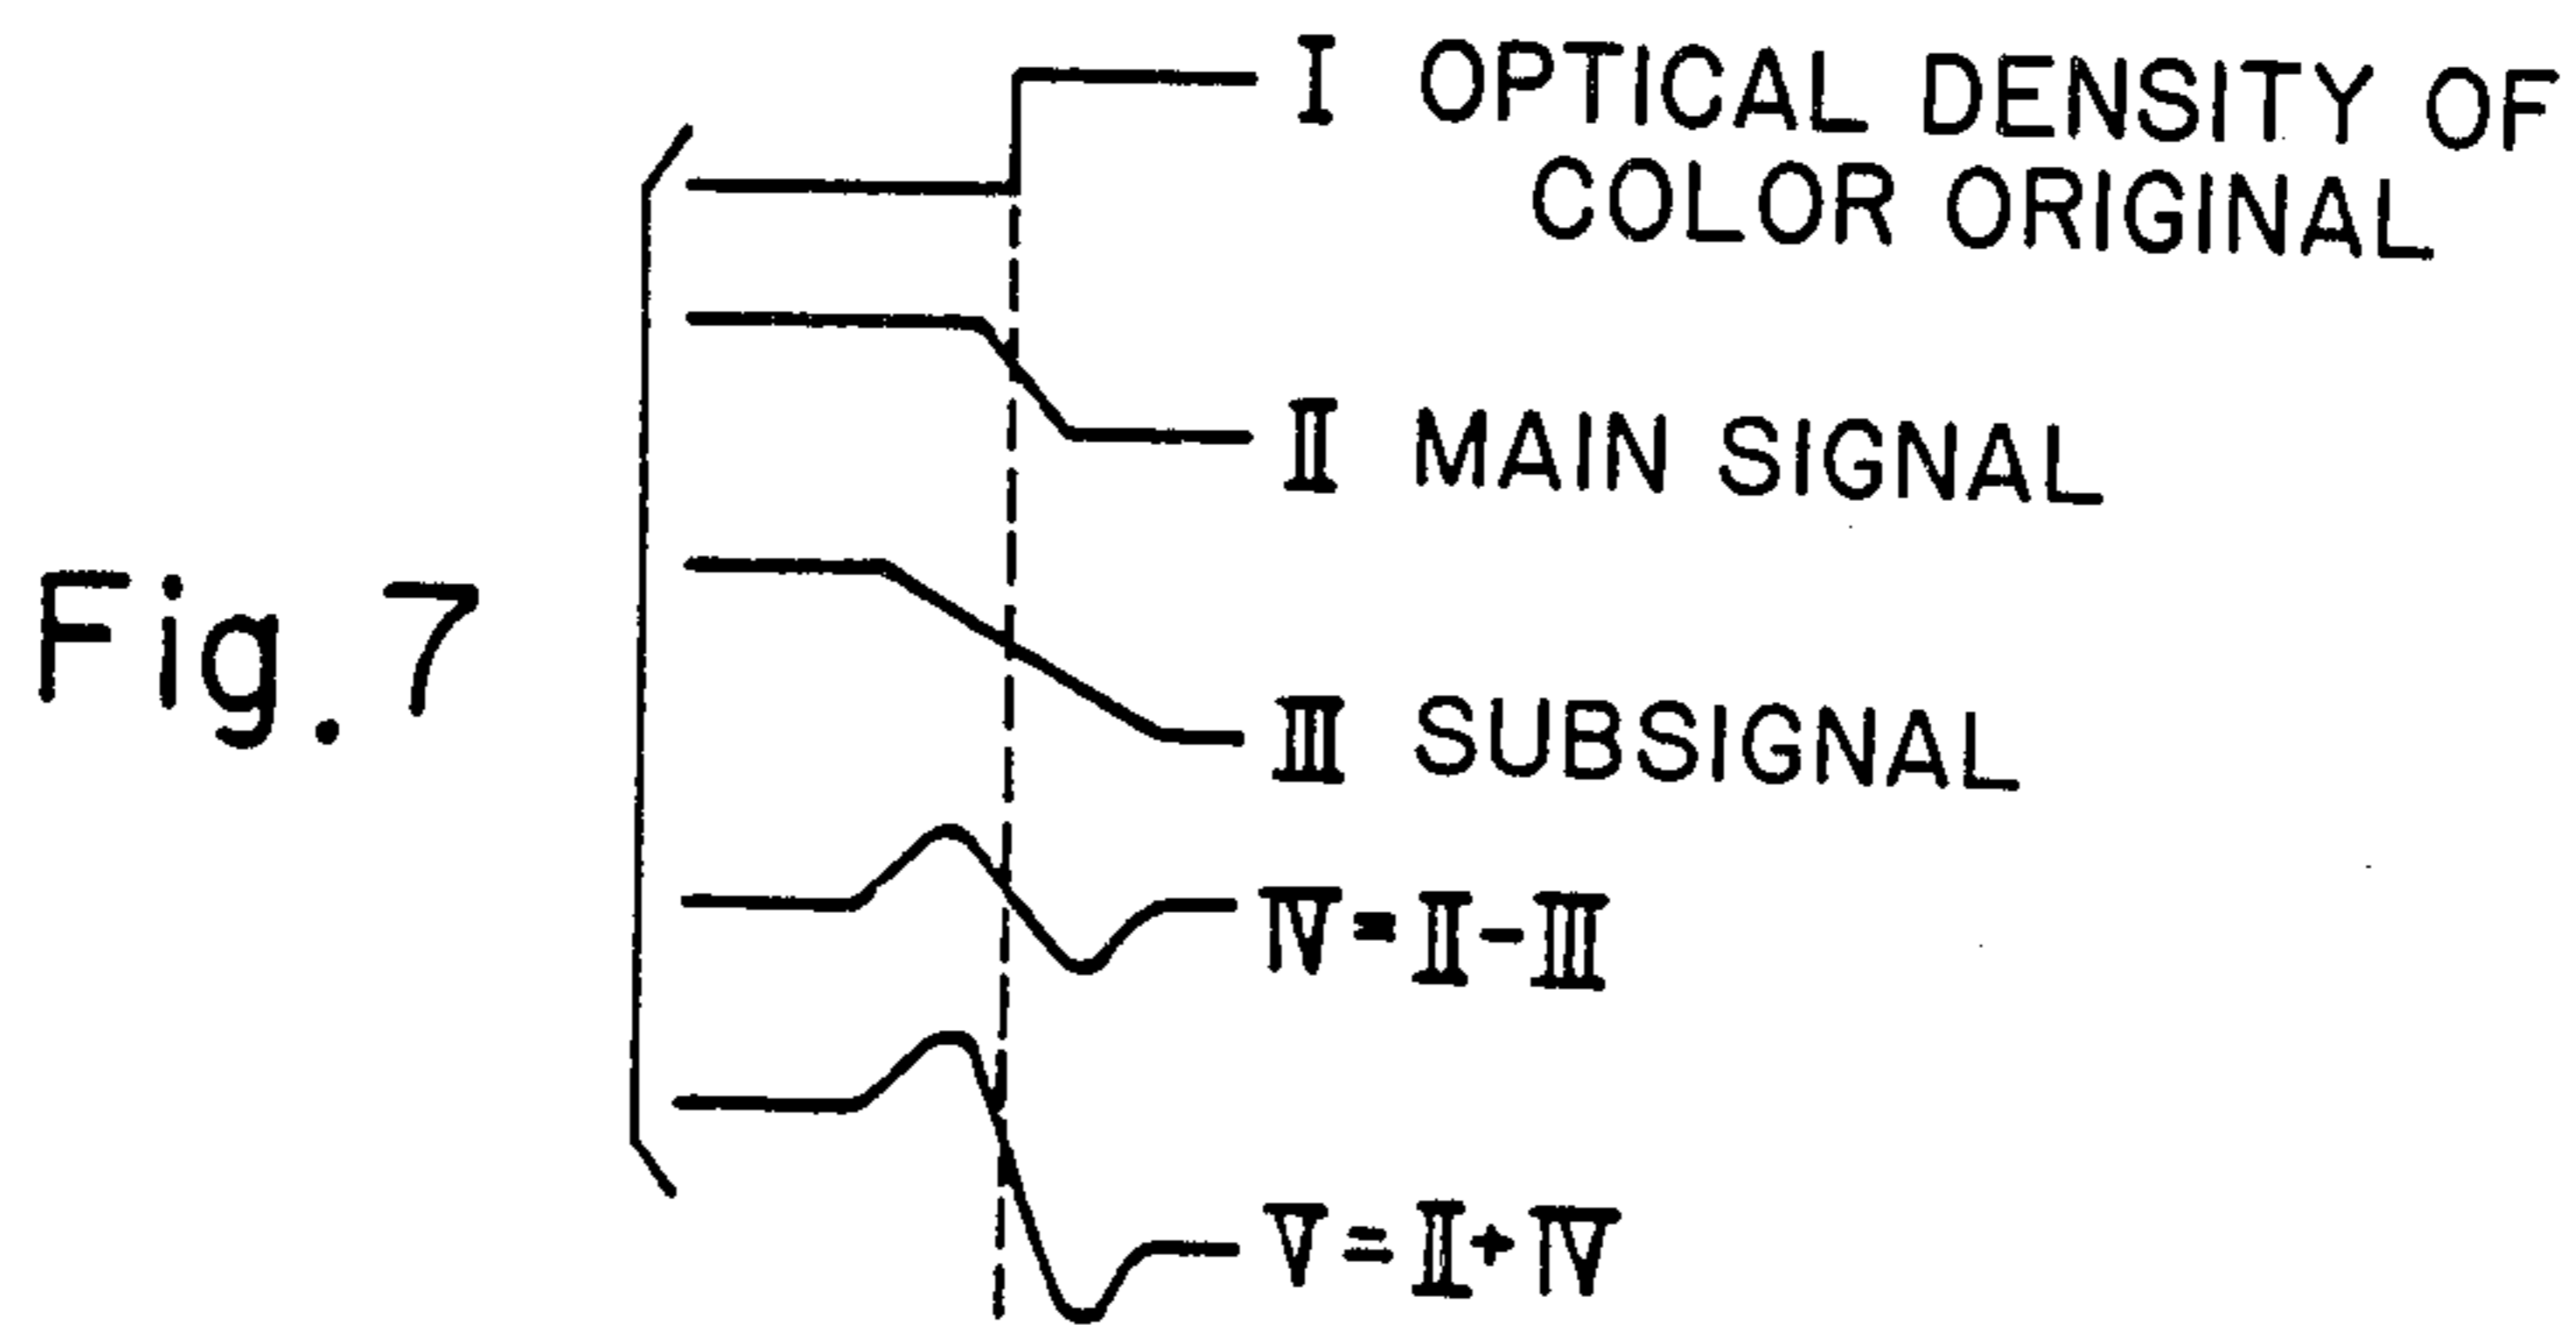 I OPTICAL DENSITY OF
COLOR ORIGINAL
II MAIN SIGNAL
Fig. 7
III SUBSIGNAL
IV = II - III
V = II + IV